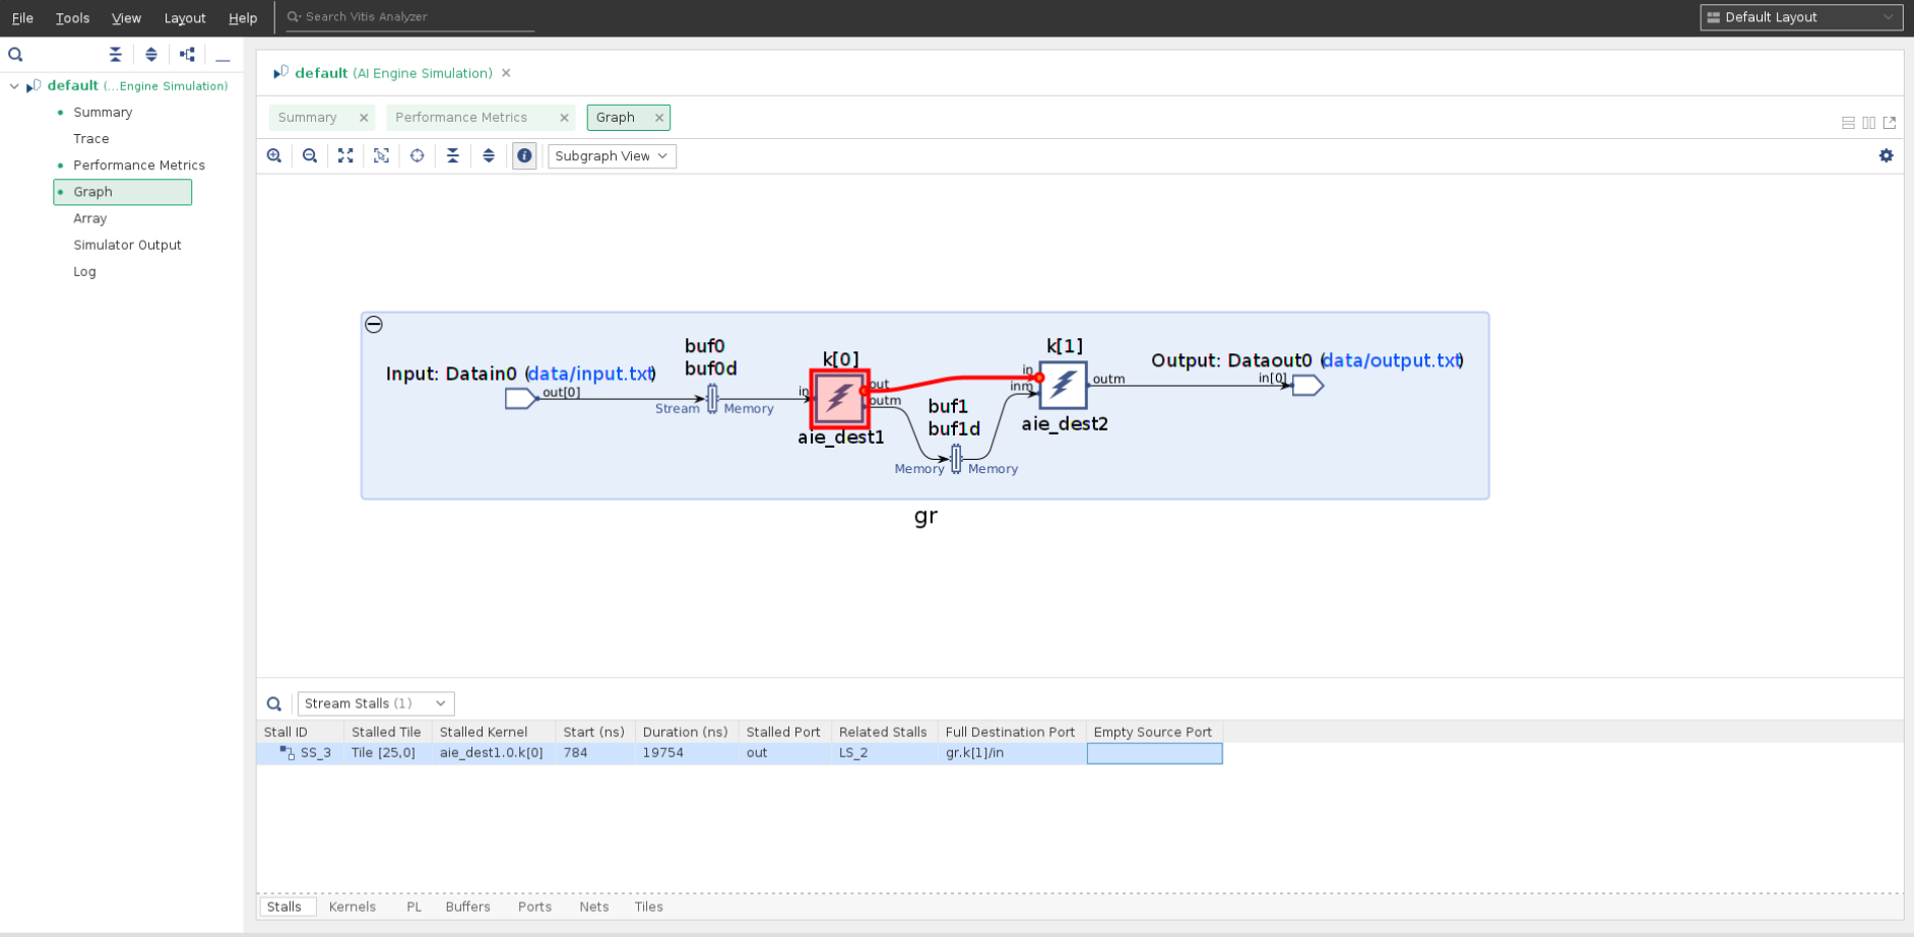 File Tools View Layout Help Search Vitis Analyzer Default Layout
default (...Engine Simulation)
Summary
Trace
Performance Metrics
Graph
Array
Simulator Output
Log
default (AI Engine Simulation)
Summary Performance Metrics Graph
Subgraph View
buf0
buf0d
k[0]
k[1]
Input: Datain0 (data/input.txt)
out[0]
Stream Memory
in
out
outm
aie_dest1
buf1
buf1d
Memory Memory
in
inm
outm
aie_dest2
Output: Dataout0 (data/output.txt)
in[0]
gr
Stream Stalls (1)
Stall ID Stalled Tile Stalled Kernel Start (ns) Duration (ns) Stalled Port Related Stalls Full Destination Port Empty Source Port
SS_3 Tile [25,0] aie_dest1.0.k[0] 784 19754 out LS_2 gr.k[1]/in
Stalls Kernels PL Buffers Ports Nets Tiles